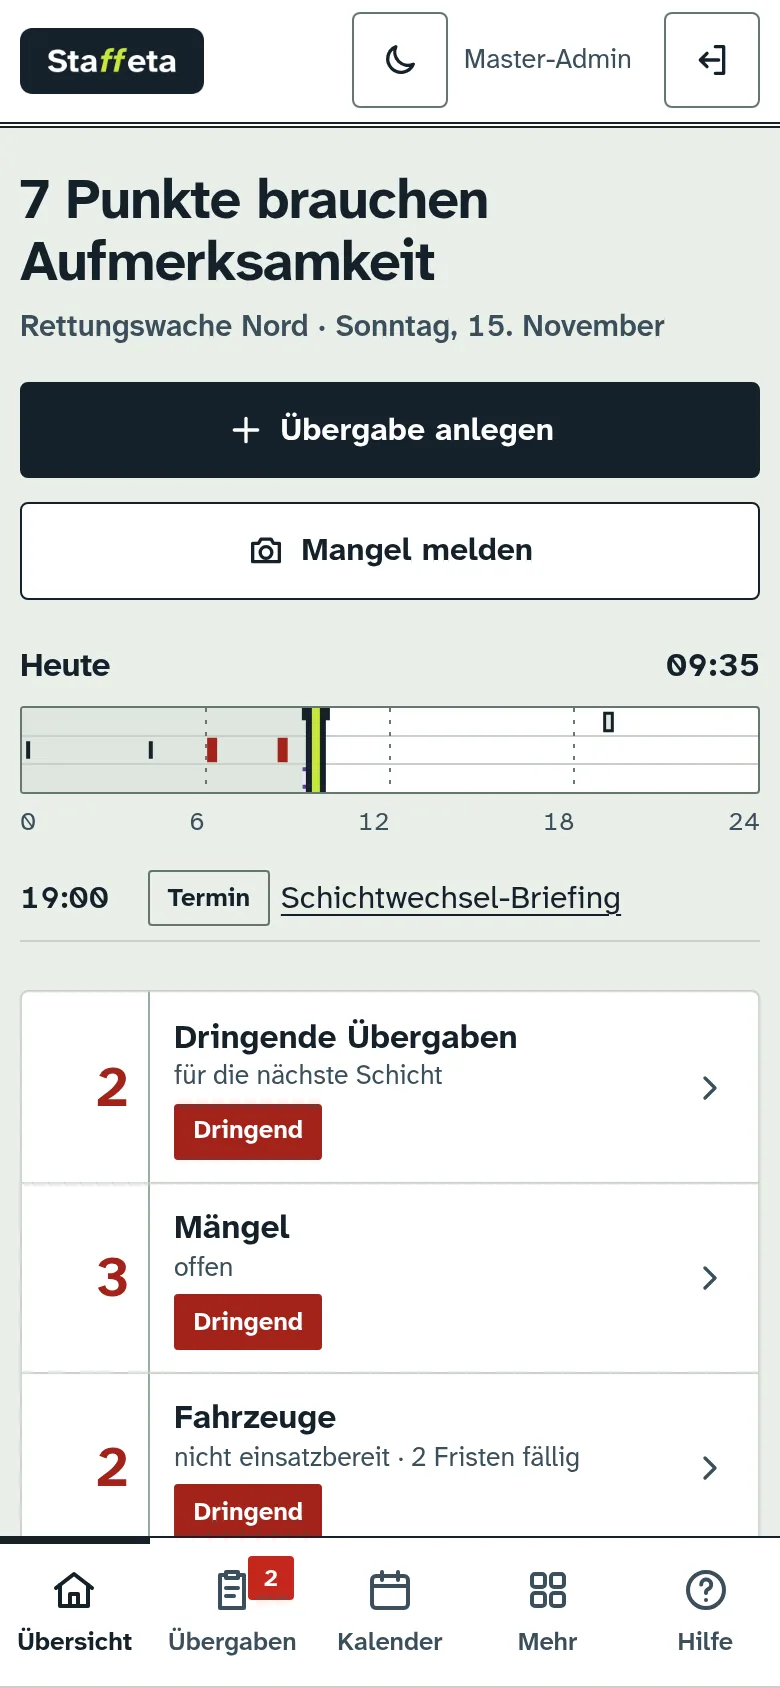 Staffeta
Master-Admin
7 Punkte brauchen
Aufmerksamkeit
Rettungswache Nord · Sonntag, 15. November
Übergabe anlegen
Mangel melden
Heute 09:35
0 6 12 18 24
19:00 Termin Schichtwechsel-Briefing
Dringende Übergaben
für die nächste Schicht
2
Dringend
Mängel
offen
3
Dringend
Fahrzeuge
nicht einsatzbereit · 2 Fristen fällig
2
Dringend
2
Übersicht Übergaben Kalender Mehr Hilfe